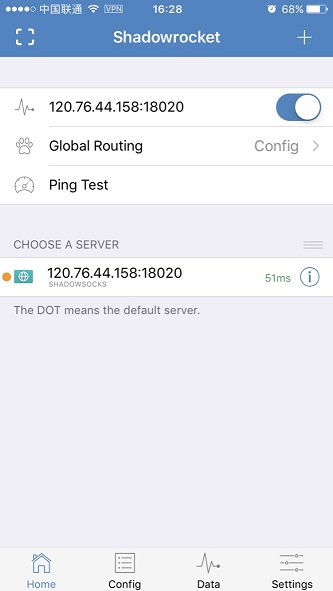 中国联通 VPN 16:28 68%
Shadowrocket
120.76.44.158:18020
Global Routing Config
Ping Test
CHOOSE A SERVER
120.76.44.158:18020
SHADOWSOCKS
51ms
The DOT means the default server.
Home Config Data Settings